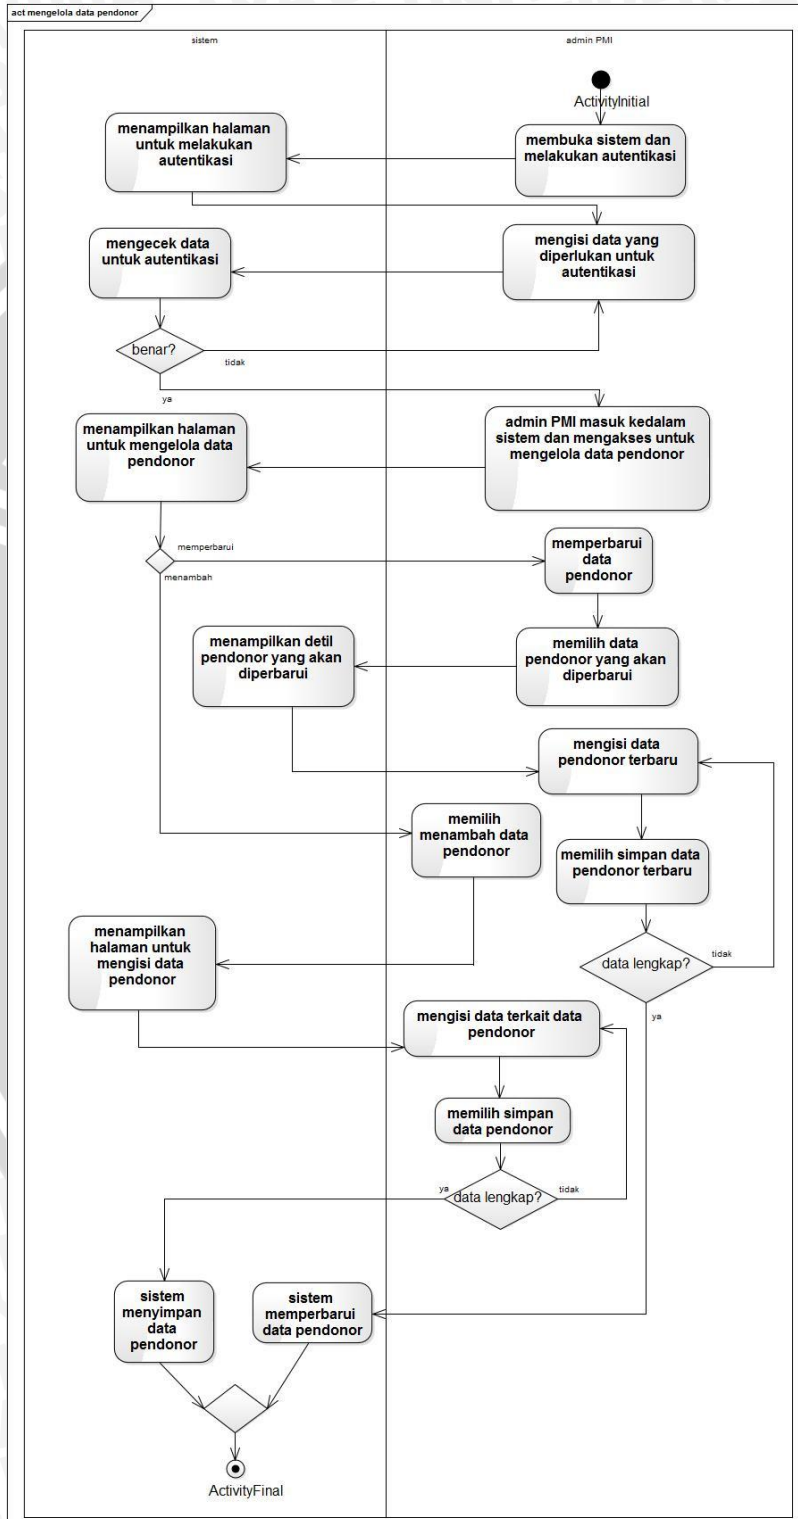 act mengelola data pendonor
sistem
admin PMI
ActivityInitial
membuka sistem dan
melakukan autentikasi
menampilkan halaman
untuk melakukan
autentikasi
mengisi data yang
diperlukan untuk
autentikasi
mengecek data
untuk autentikasi
benar?
tidak
ya
admin PMI masuk kedalam
sistem dan mengakses untuk
mengelola data pendonor
menampilkan halaman
untuk mengelola data
pendonor
memperbarui
menambah
memperbarui
data
pendonor
memilih data
pendonor yang akan
diperbarui
menampilkan detil
pendonor yang akan
diperbarui
mengisi data
pendonor terbaru
memilih simpan data
pendonor terbaru
data lengkap?
tidak
ya
memilih
menambah data
pendonor
menampilkan
halaman untuk
mengisi data
pendonor
mengisi data terkait data
pendonor
memilih simpan
data pendonor
data lengkap?
ya
tidak
sistem
menyimpan
data
pendonor
sistem
memperbarui
data pendonor
ActivityFinal